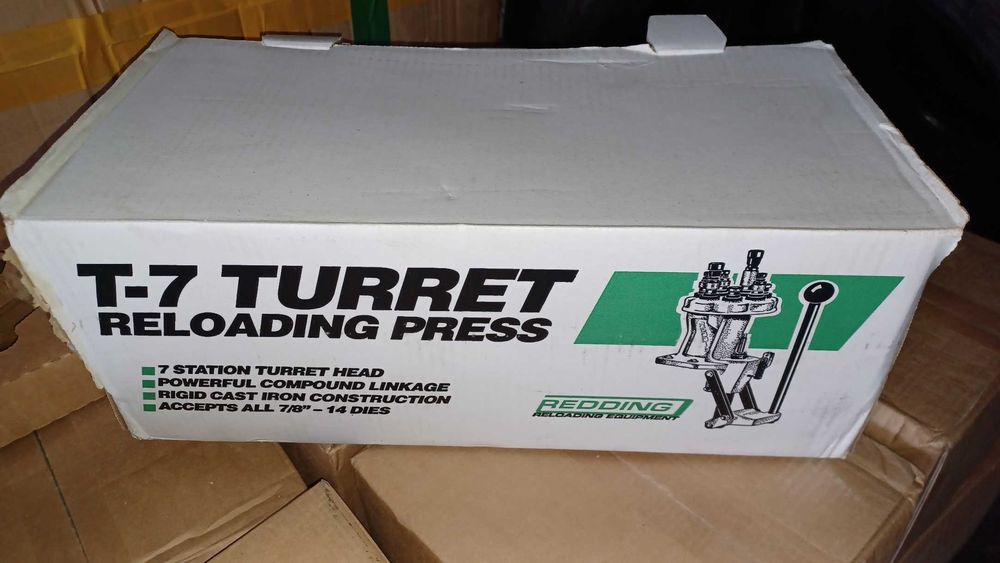 T-7 TURRET
RELOADING PRESS
7 STATION TURRET HEAD
POWERFUL COMPOUND LINKAGE
RIGID CAST IRON CONSTRUCTION
ACCEPTS ALL 7/8" – 14 DIES
REDDING
RELOADING EQUIPMENT